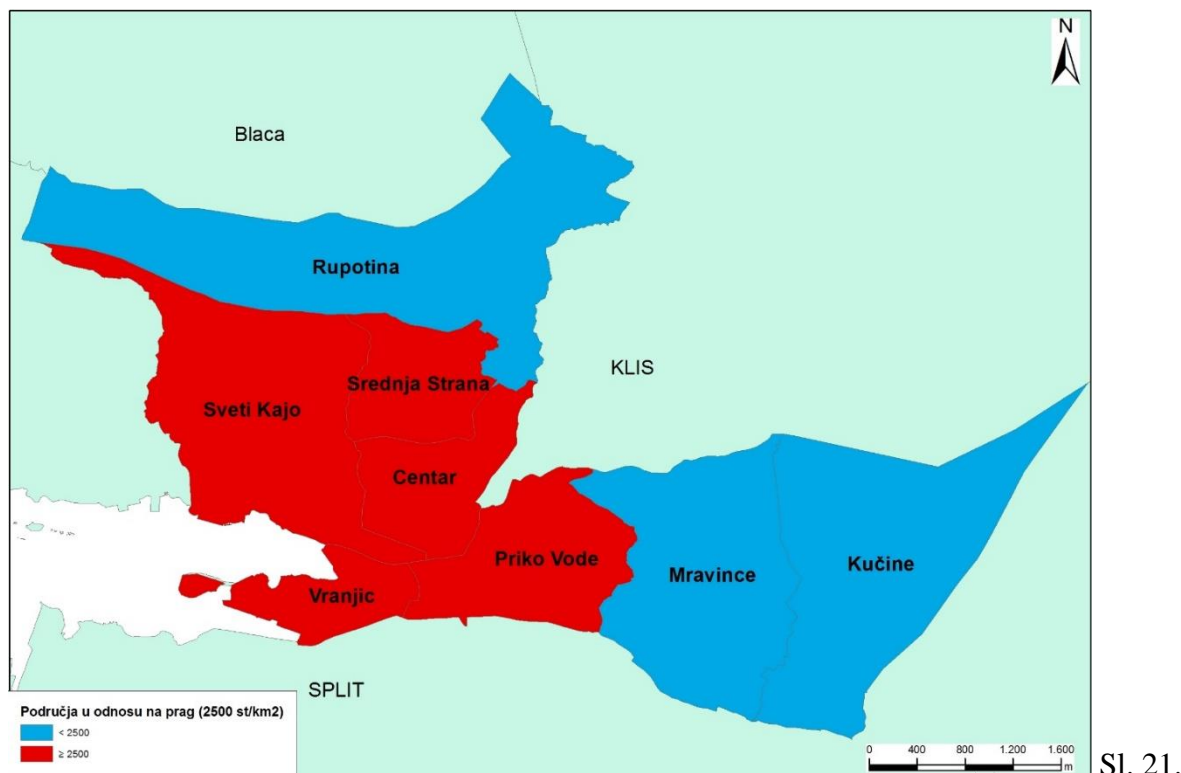 N
Blaca
Rupotina
KLIS
Srednja Strana
Sveti Kajo
Centar
Priko Vode
Kučine
Mravince
Vranjic
SPLIT
Područja u odnosu na prag (2500 st/km2)
< 2500
≥ 2500
0 400 800 1.200 1.600
m
Sl. 21.